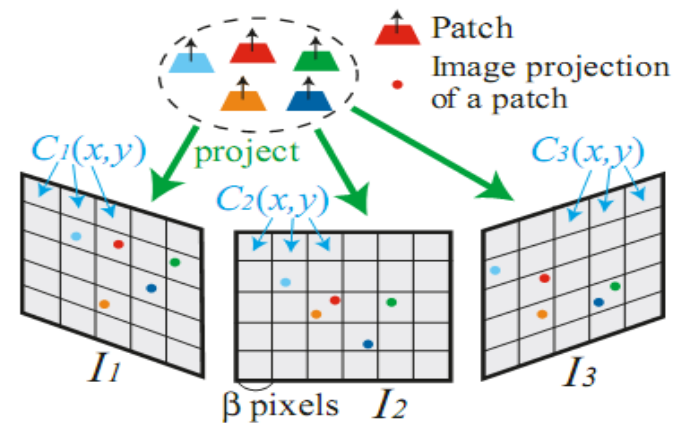 Patch
Image projection
of a patch
C1(x,y)
project
C2(x,y)
C3(x,y)
I1
β pixels
I2
I3